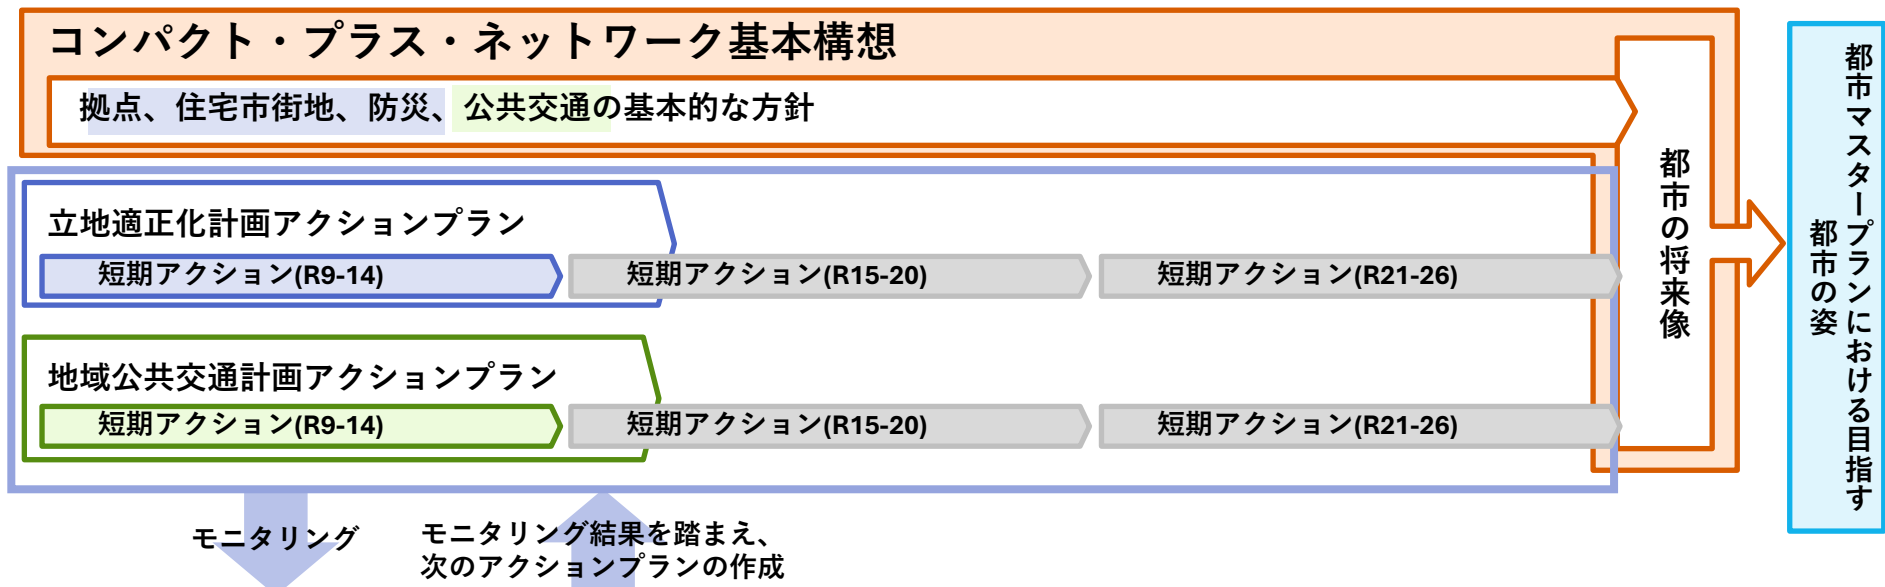 コンパクト・プラス・ネットワーク基本構想
拠点、住宅市街地、防災、公共交通の基本的な方針
立地適正化計画アクションプラン
短期アクション(R9-14)
短期アクション(R15-20)
短期アクション(R21-26)
地域公共交通計画アクションプラン
短期アクション(R9-14)
短期アクション(R15-20)
短期アクション(R21-26)
都市の将来像
都市マスタープランにおける目指す
都市の姿
モニタリング
モニタリング結果を踏まえ、
次のアクションプランの作成